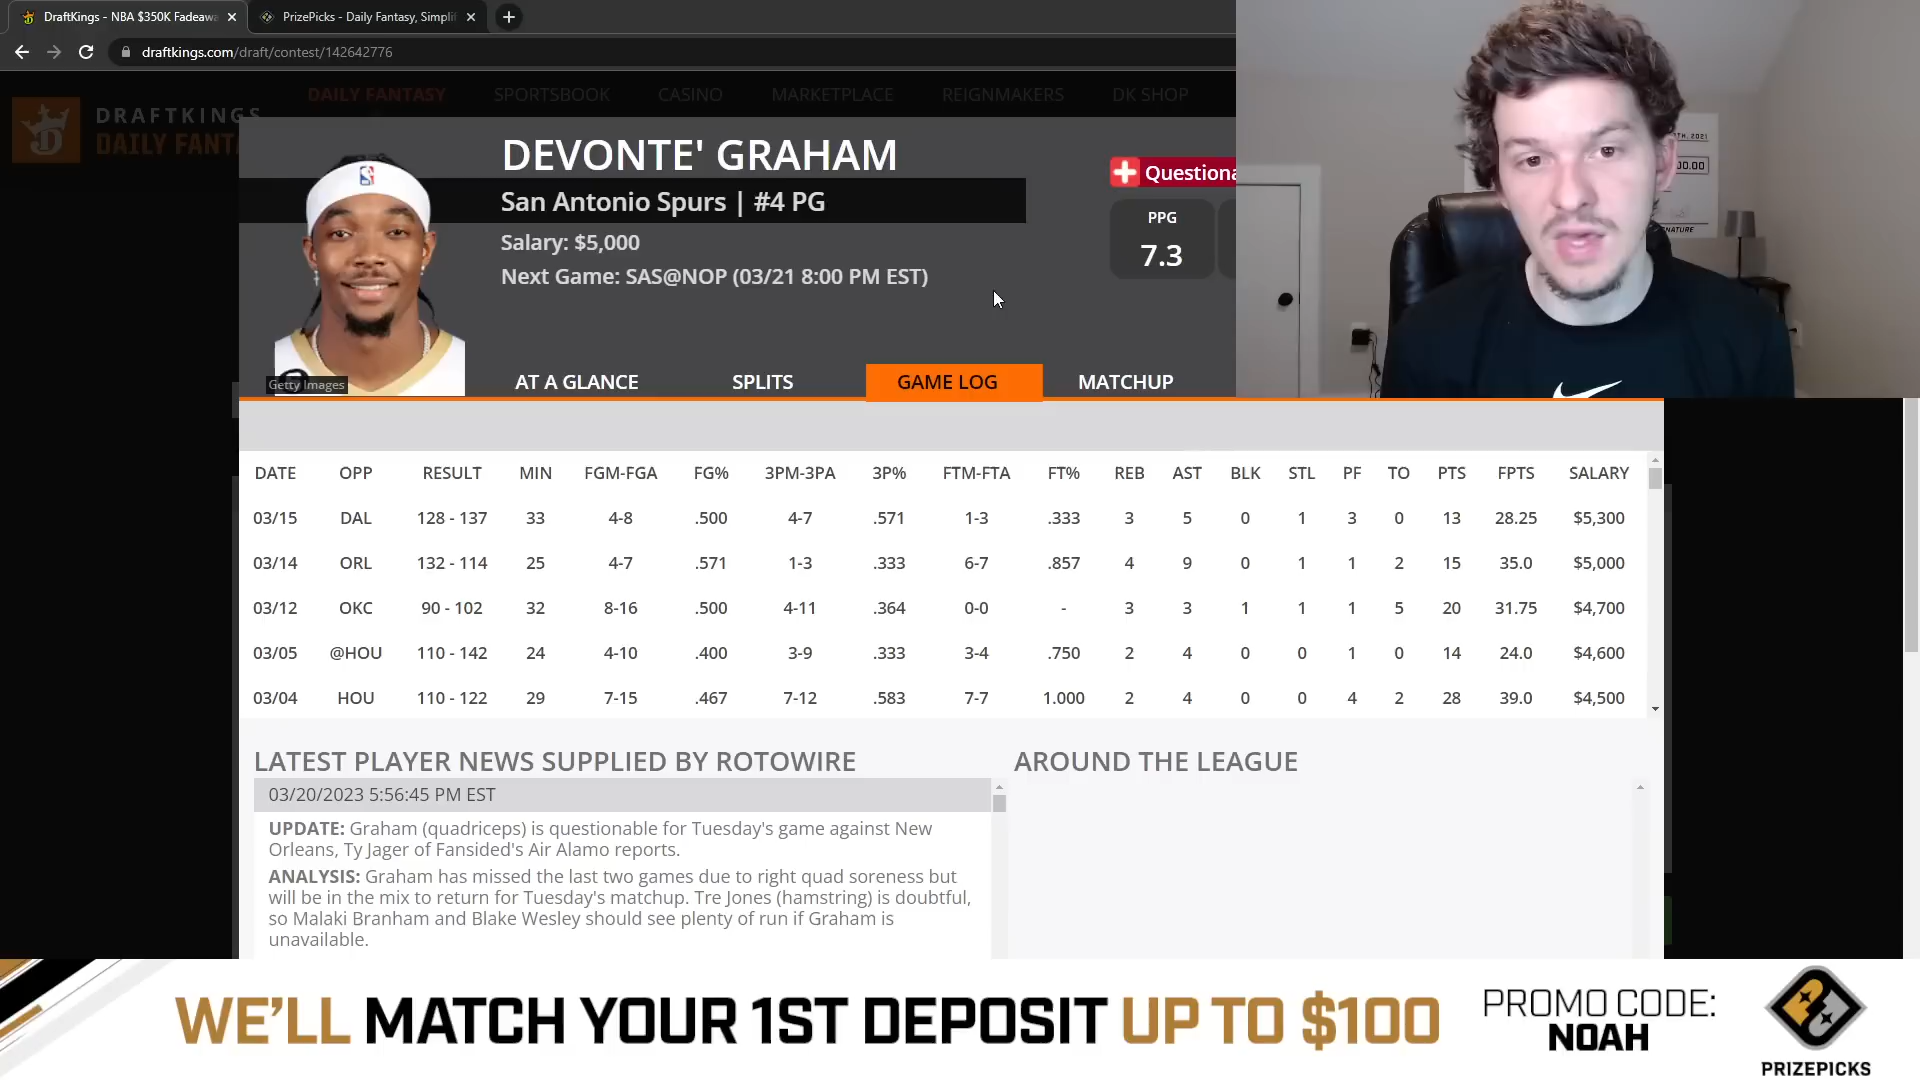 DraftKings - NBA $350K Fadeawa
PrizePicks - Daily Fantasy, Simplif
draftkings.com/draft/contest/142642776
DAILY FANTASY SPORTSBOOK CASINO MARKETPLACE REIGNMAKERS DK SHOP
DRAFTKINGS
DAILY FANTA
DEVONTE' GRAHAM
San Antonio Spurs | #4 PG
Salary: $5,000
Next Game: SAS@NOP (03/21 8:00 PM EST)
Questiona
PPG
7.3
Getty Images
AT A GLANCE SPLITS GAME LOG MATCHUP
DATE OPP RESULT MIN FGM-FGA FG% 3PM-3PA 3P% FTM-FTA FT% REB AST BLK STL PF TO PTS FPTS SALARY
03/15 DAL 128 - 137 33 4-8 .500 4-7 .571 1-3 .333 3 5 0 1 3 0 13 28.25 $5,300
03/14 ORL 132 - 114 25 4-7 .571 1-3 .333 6-7 .857 4 9 0 1 1 2 15 35.0 $5,000
03/12 OKC 90 - 102 32 8-16 .500 4-11 .364 0-0 - 3 3 1 1 1 5 20 31.75 $4,700
03/05 @HOU 110 - 142 24 4-10 .400 3-9 .333 3-4 .750 2 4 0 0 1 0 14 24.0 $4,600
03/04 HOU 110 - 122 29 7-15 .467 7-12 .583 7-7 1.000 2 4 0 0 4 2 28 39.0 $4,500
LATEST PLAYER NEWS SUPPLIED BY ROTOWIRE
AROUND THE LEAGUE
03/20/2023 5:56:45 PM EST
UPDATE: Graham (quadriceps) is questionable for Tuesday's game against New
Orleans, Ty Jager of Fansided's Air Alamo reports.
ANALYSIS: Graham has missed the last two games due to right quad soreness but
will be in the mix to return for Tuesday's matchup. Tre Jones (hamstring) is doubtful,
so Malaki Branham and Blake Wesley should see plenty of run if Graham is
unavailable.
WE'LL MATCH YOUR 1ST DEPOSIT UP TO $100
PROMO CODE:
NOAH
PRIZEPICKS